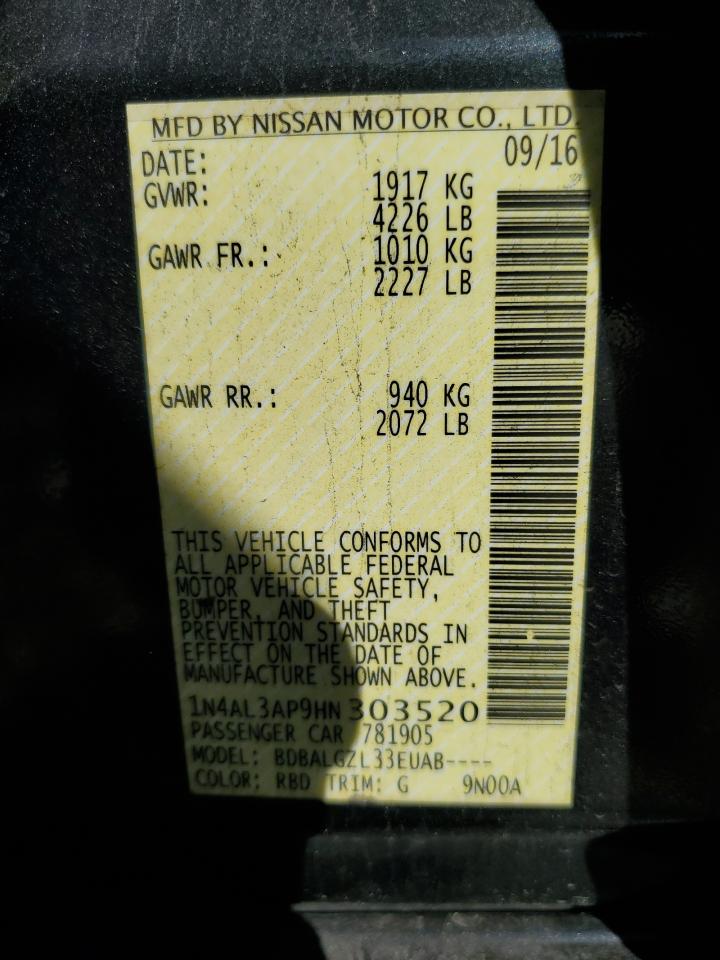 MFD BY NISSAN MOTOR CO., LTD.
DATE: 09/16
GVWR: 1917 KG
4226 LB
GAWR FR.: 1010 KG
2227 LB
GAWR RR.: 940 KG
2072 LB
THIS VEHICLE CONFORMS TO
ALL APPLICABLE FEDERAL
MOTOR VEHICLE SAFETY,
BUMPER, AND THEFT
PREVENTION STANDARDS IN
EFFECT ON THE DATE OF
MANUFACTURE SHOWN ABOVE.
1N4AL3AP9HN303520
PASSENGER CAR 781905
MODEL: BDBALGZL33EUAB----
COLOR: RBD TRIM: G 9N00A